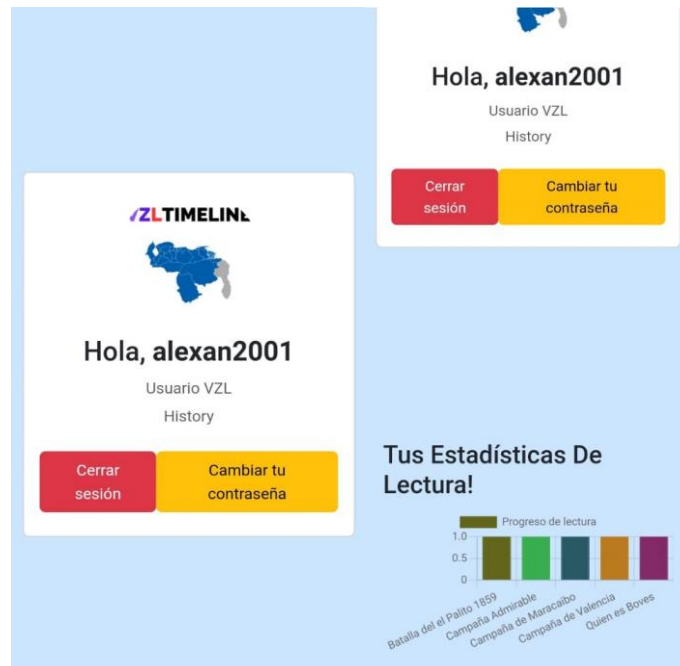 VZLTIMELINE
Hola, alexan2001
Usuario VZL
History
Cerrar
sesión
Cambiar tu
contraseña
Hola, alexan2001
Usuario VZL
History
Cerrar
sesión
Cambiar tu
contraseña
Tus Estadísticas De
Lectura!
Progreso de lectura
1.0
0.5
0
Batalla del el Palito 1859
Campaña Admirable
Campaña de Maracaibo
Campaña de Valencia
Quien es Boves